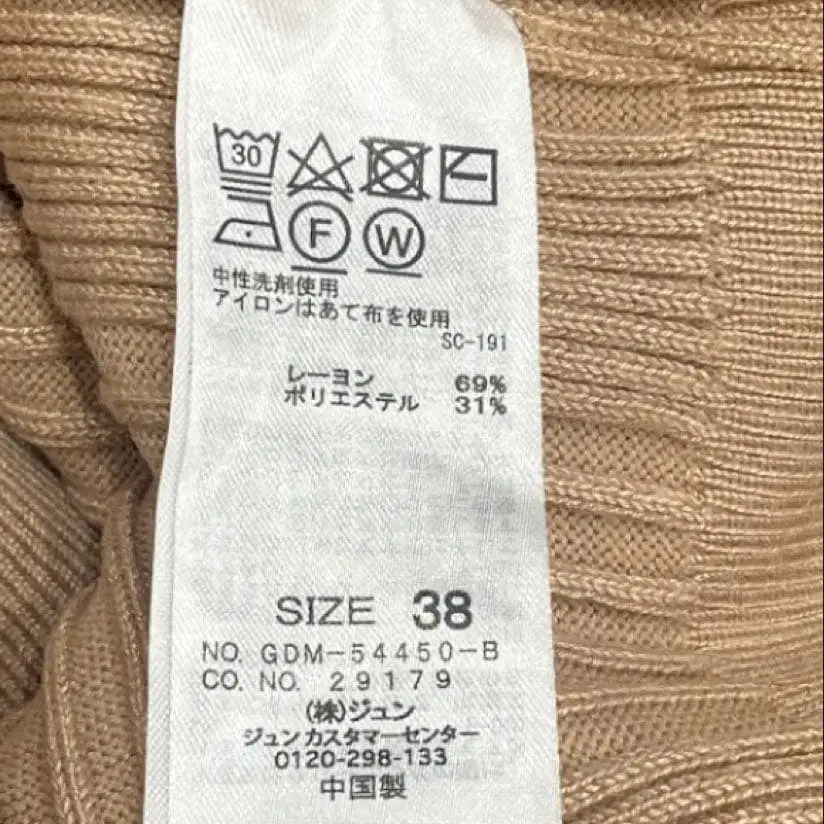 30
F W
中性洗剤使用
アイロンはあて布を使用
SC-191
レーヨン 69%
ポリエステル 31%
SIZE 38
NO. GDM-54450-B
CO. NO. 29179
(株)ジュン
ジュンカスタマーセンター
0120-298-133
中国製